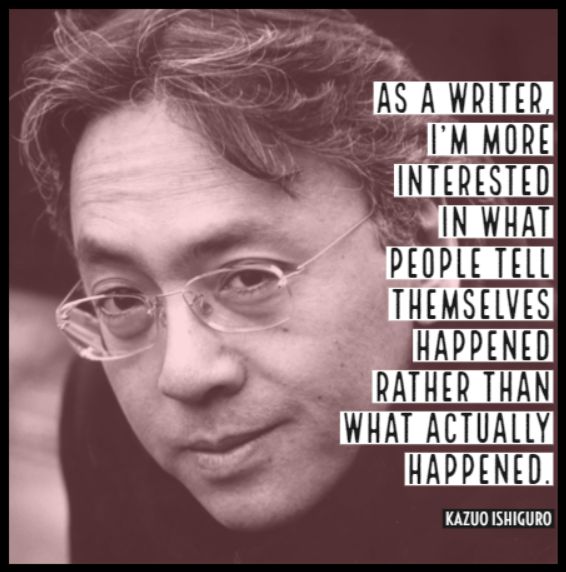 AS A WRITER,
I'M MORE
INTERESTED
IN WHAT
PEOPLE TELL
THEMSELVES
HAPPENED
RATHER THAN
WHAT ACTUALLY
HAPPENED.
KAZUO ISHIGURO